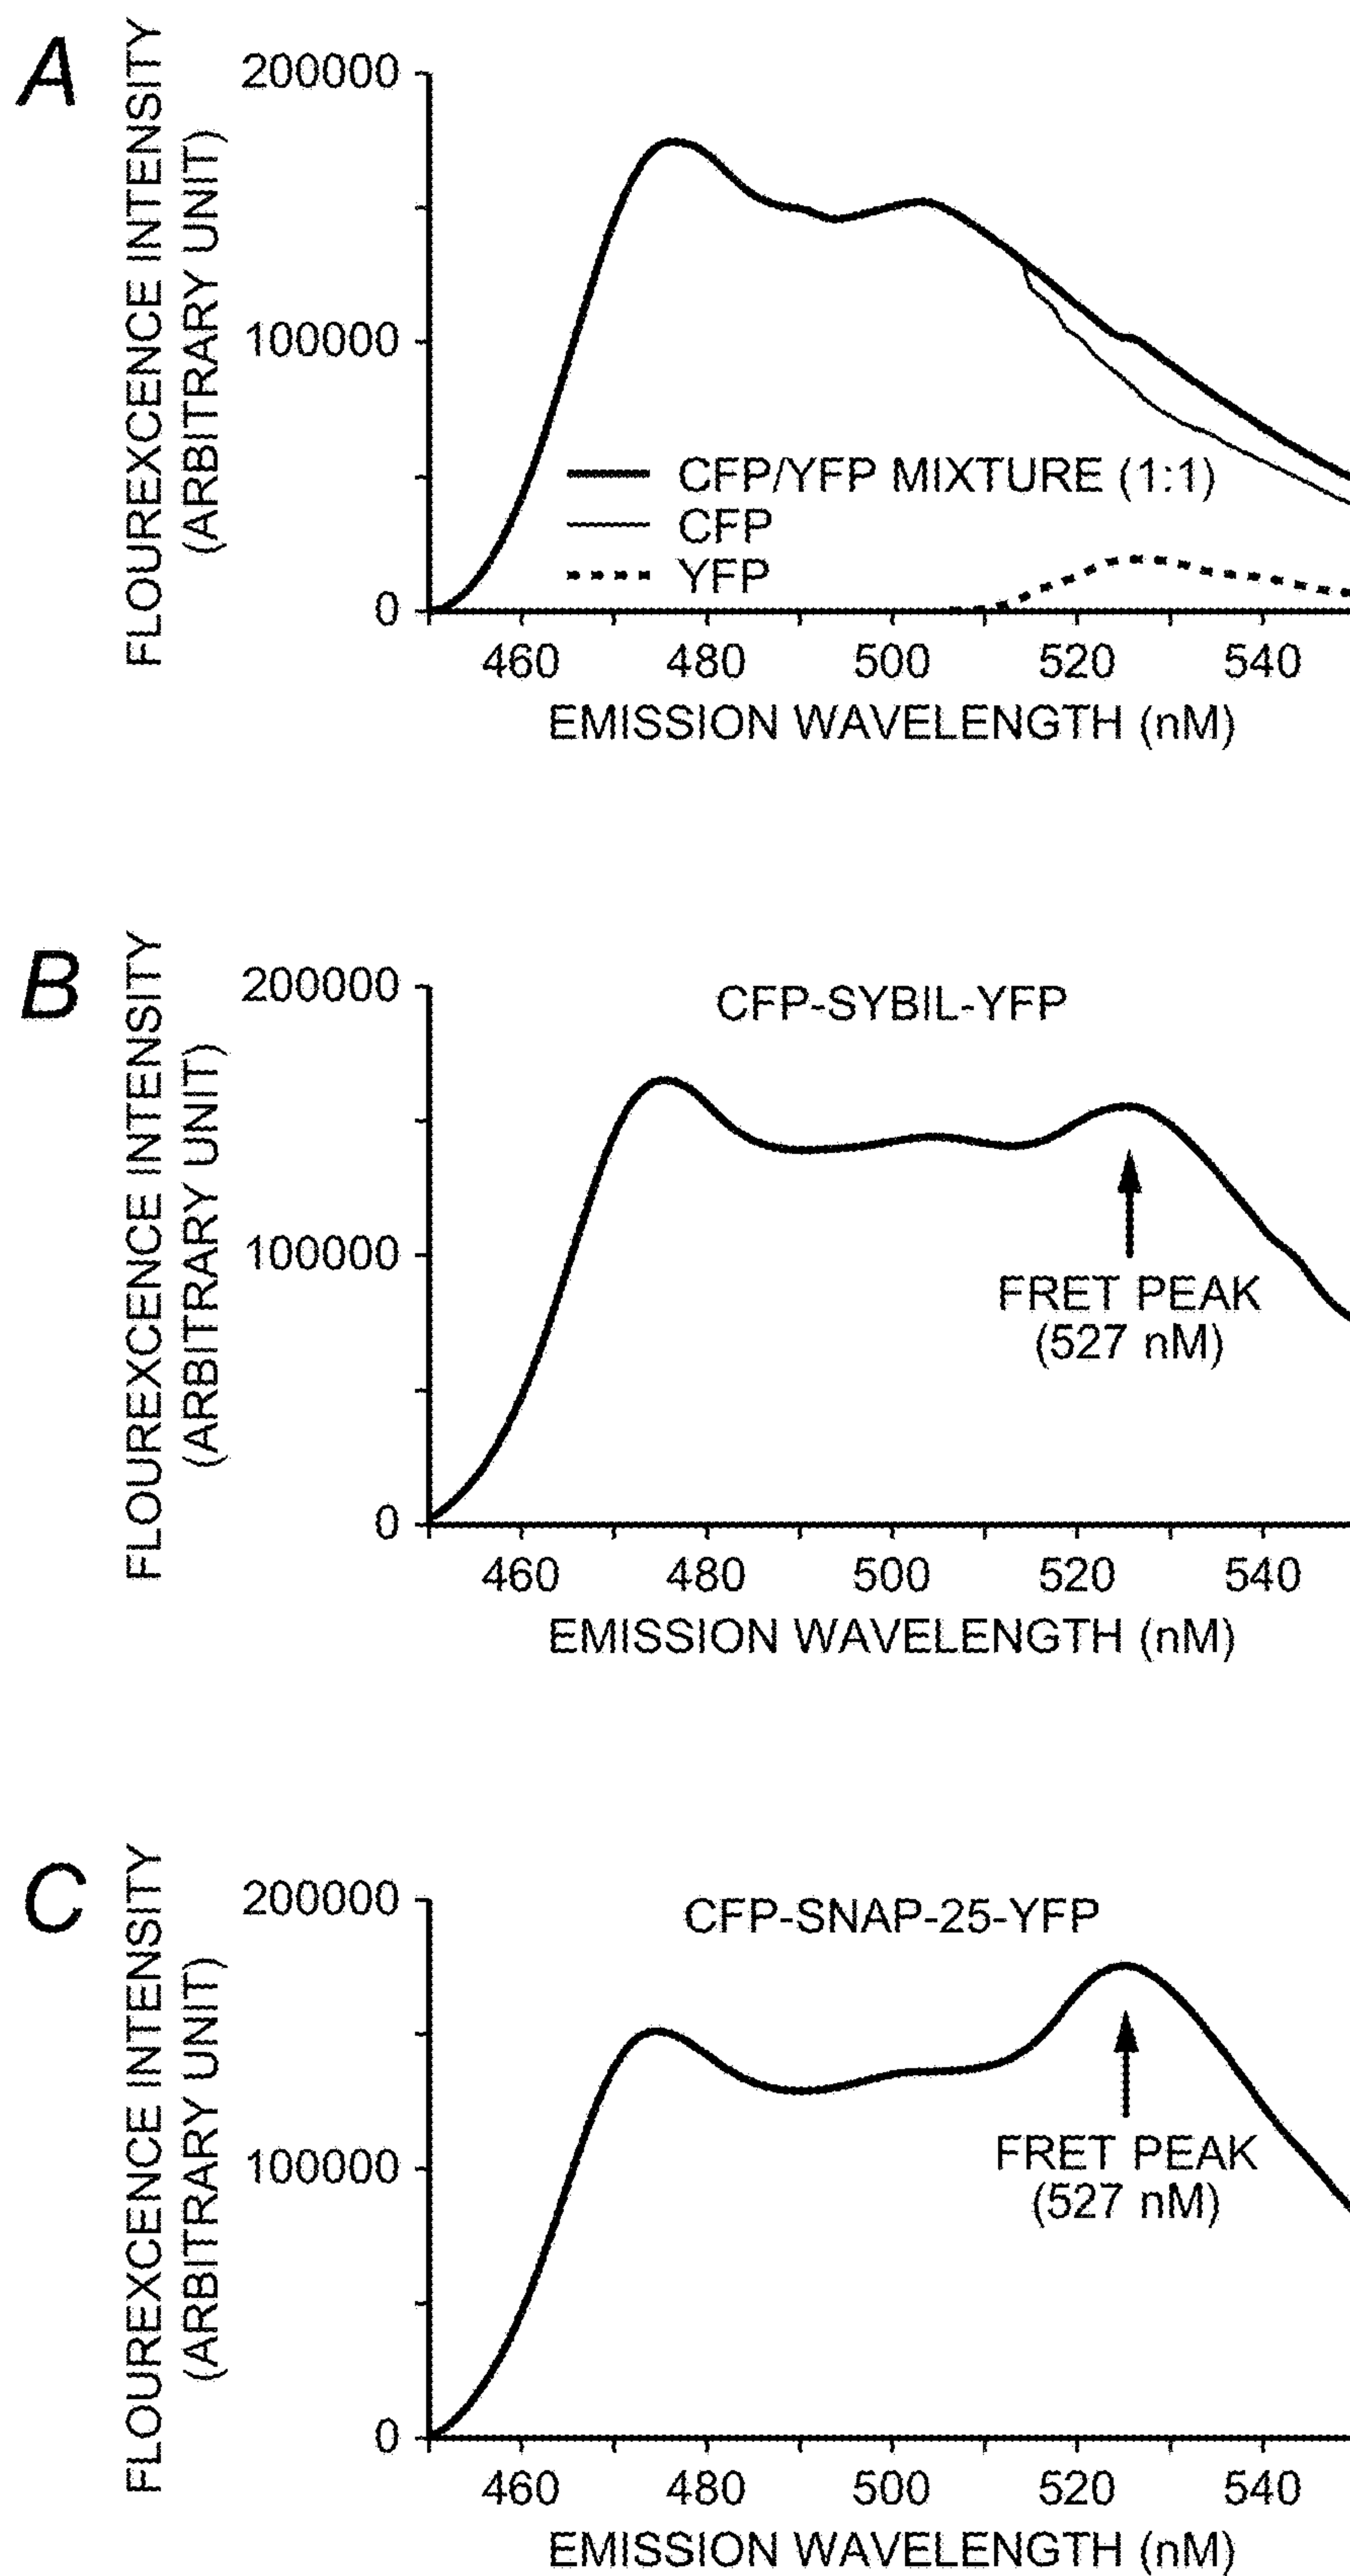 A
FLOUREXCENCE INTENSITY
(ARBITRARY UNIT)
200000
100000
0
CFP/YFP MIXTURE (1:1)
CFP
YFP
460 480 500 520 540
EMISSION WAVELENGTH (nM)
B
FLOUREXCENCE INTENSITY
(ARBITRARY UNIT)
200000
100000
0
CFP-SYBIL-YFP
FRET PEAK
(527 nM)
460 480 500 520 540
EMISSION WAVELENGTH (nM)
C
FLOUREXCENCE INTENSITY
(ARBITRARY UNIT)
200000
100000
0
CFP-SNAP-25-YFP
FRET PEAK
(527 nM)
460 480 500 520 540
EMISSION WAVELENGTH (nM)